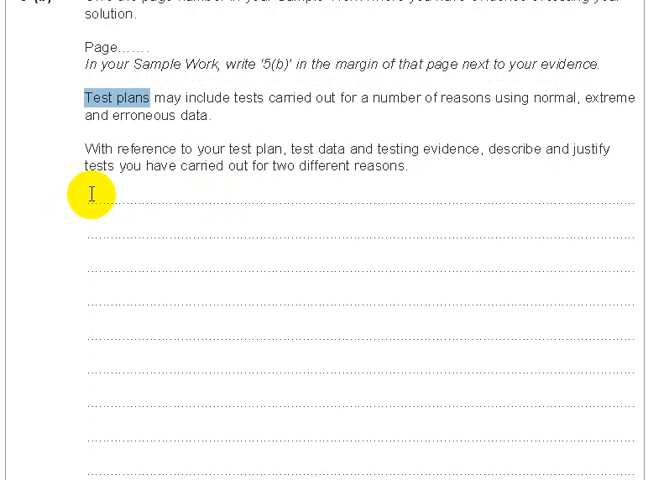 solution.
Page.......
In your Sample Work, write '5(b)' in the margin of that page next to your evidence.
Test plans may include tests carried out for a number of reasons using normal, extreme
and erroneous data.
With reference to your test plan, test data and testing evidence, describe and justify
tests you have carried out for two different reasons.